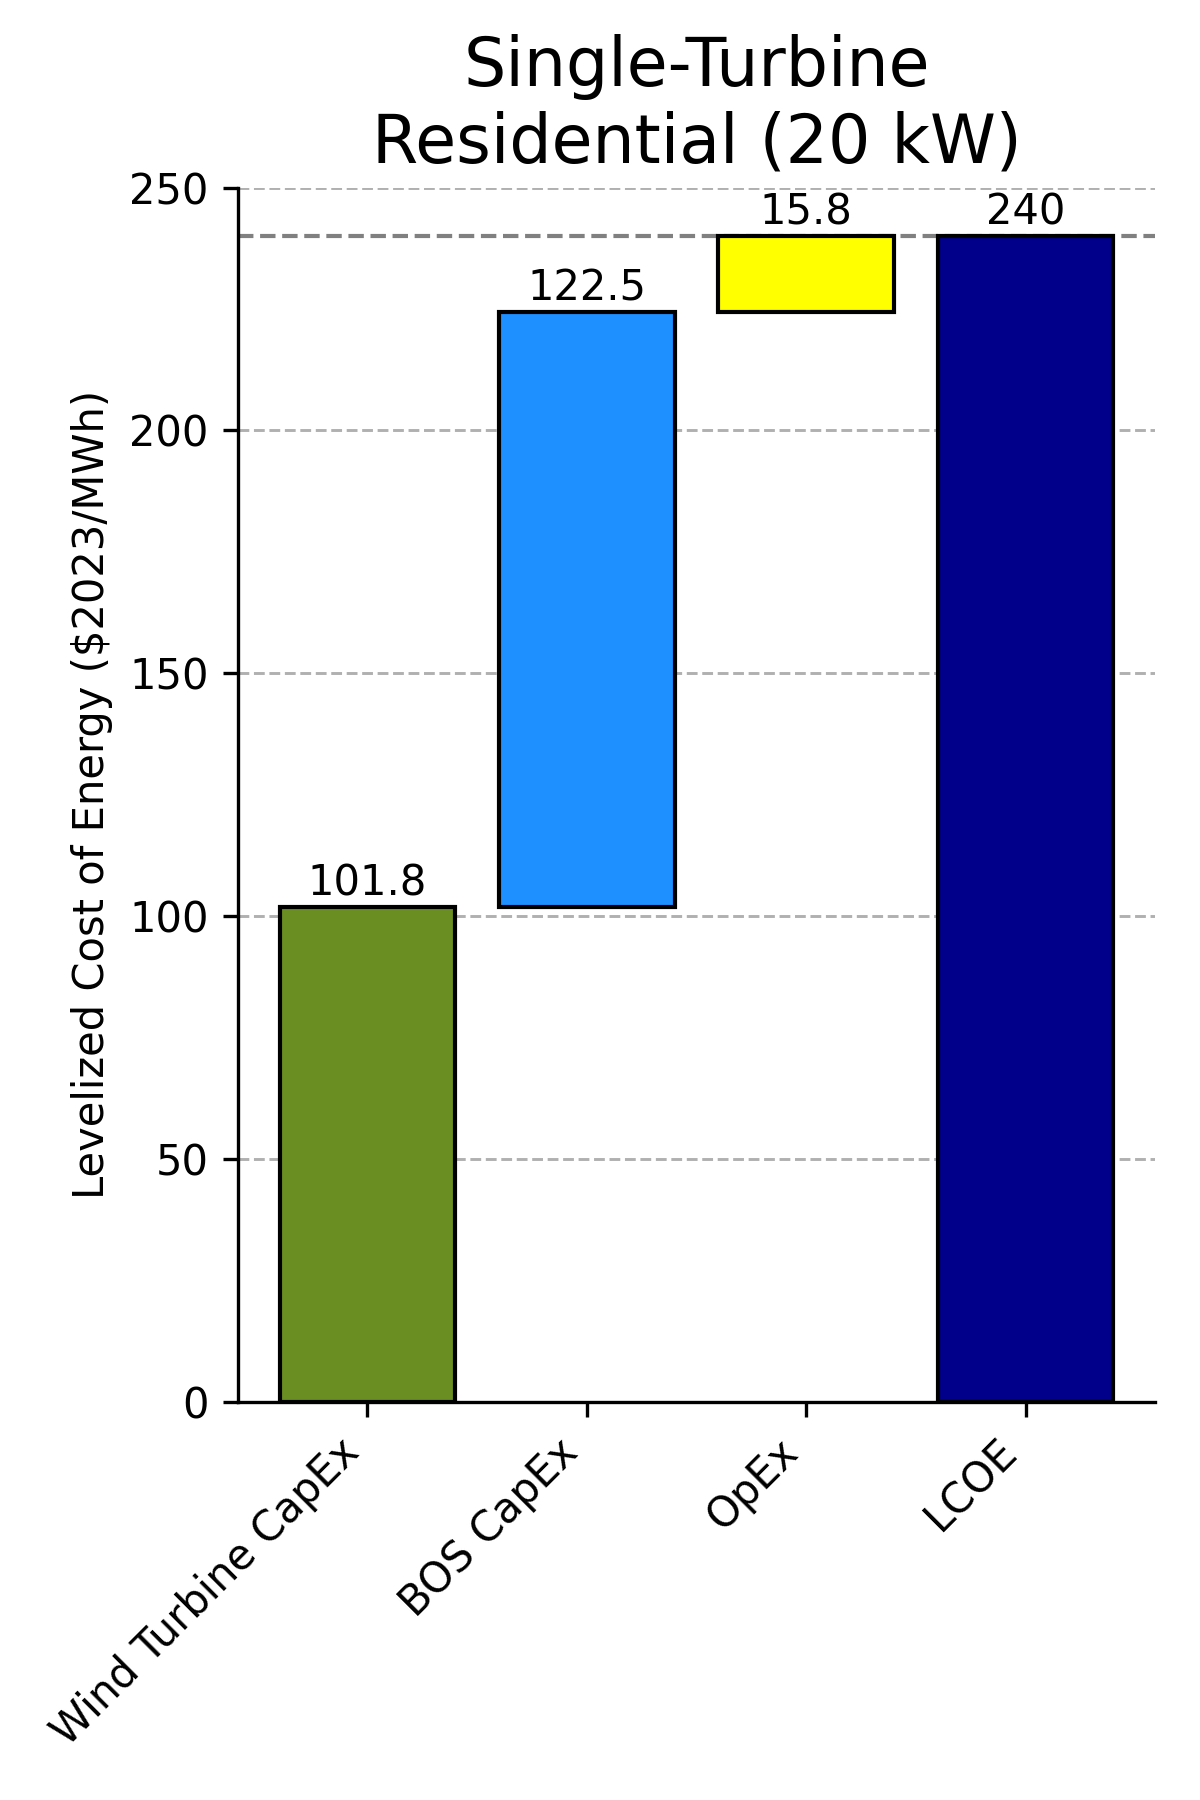 Single-Turbine
Residential (20 kW)
Levelized Cost of Energy ($2023/MWh)
250
200
150
100
50
0
101.8
122.5
15.8
240
Wind Turbine CapEx
BOS CapEx
OpEx
LCOE